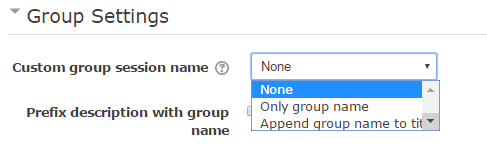 Group Settings
Custom group session name
None
None
Only group name
Append group name to
Prefix description with group
name